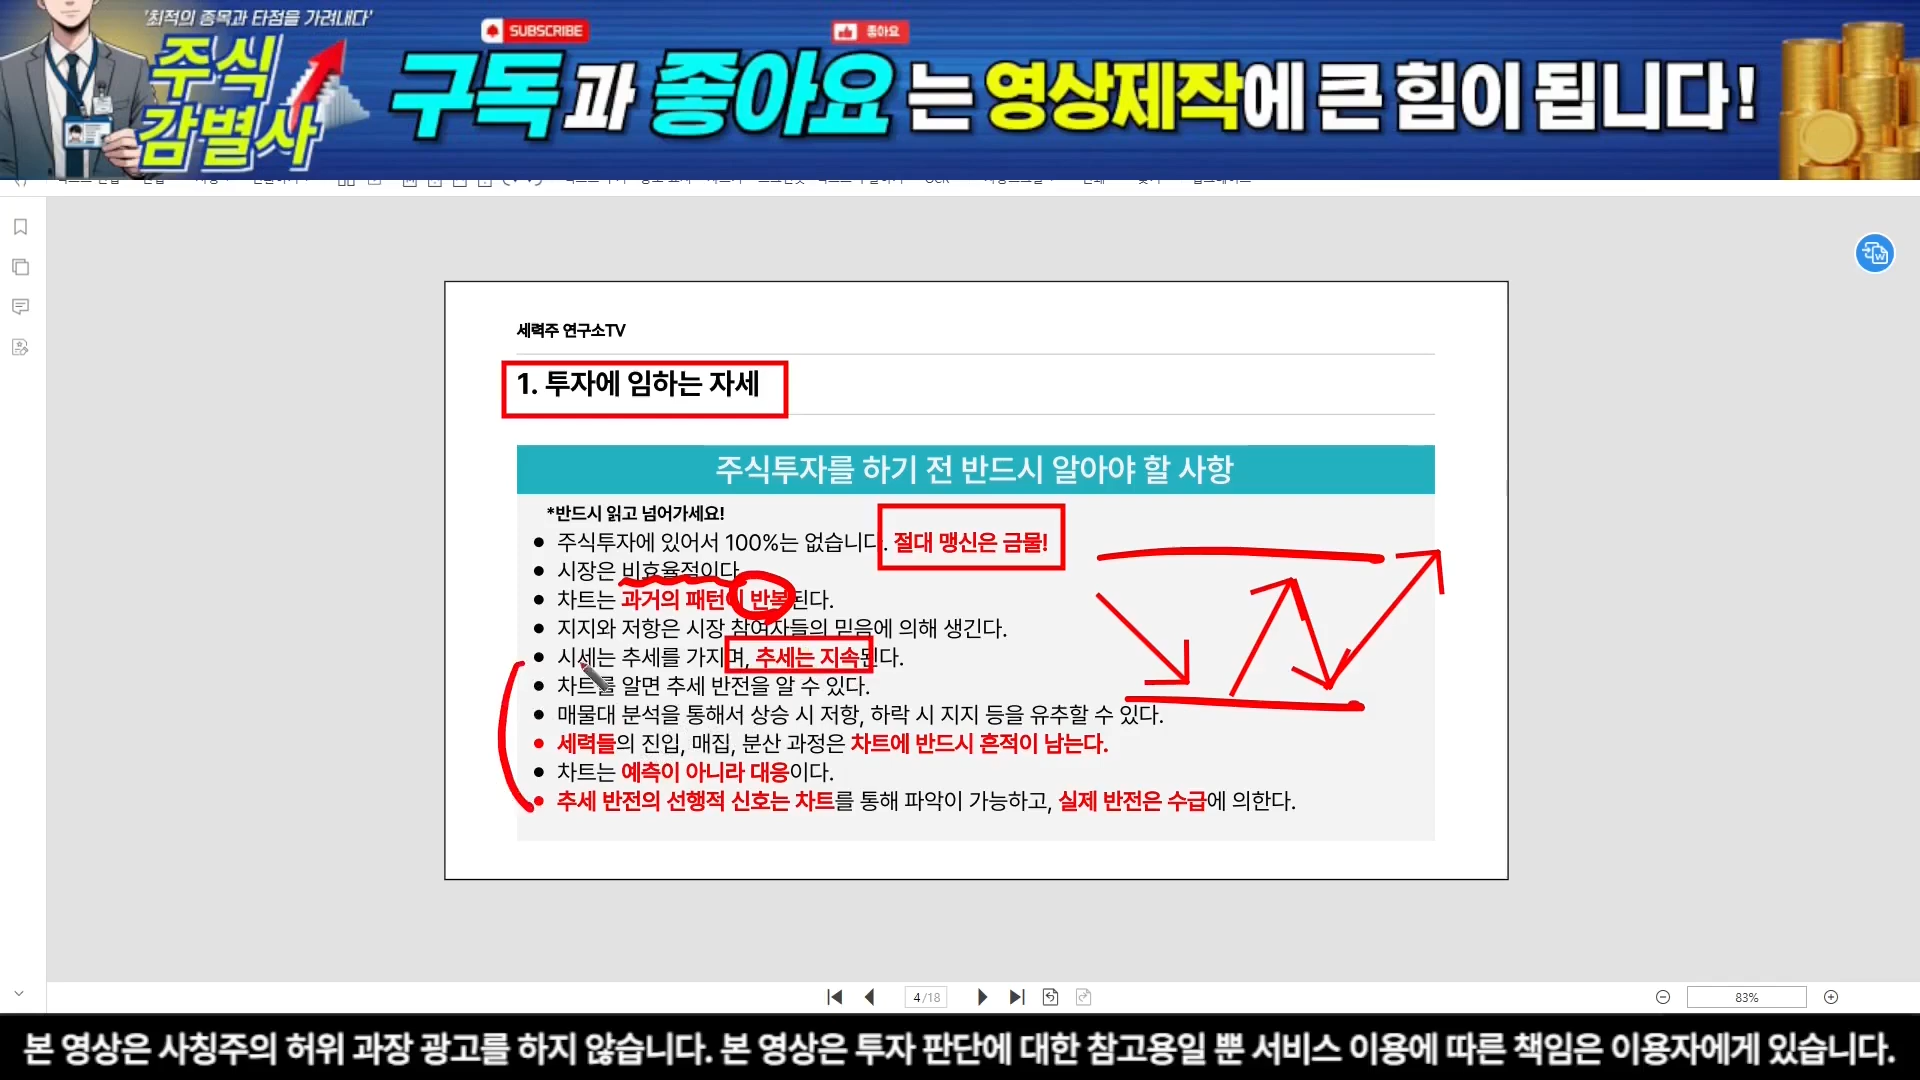 '최적의 종목과 타점을 가려내다'
주식
감별사
SUBSCRIBE
좋아요
구독과 좋아요는 영상제작에 큰 힘이 됩니다!
세력주 연구소TV
1. 투자에 임하는 자세
주식투자를 하기 전 반드시 알아야 할 사항
*반드시 읽고 넘어가세요!
● 주식투자에 있어서 100%는 없습니다. 절대 맹신은 금물!
● 시장은 비효율적이다.
● 차트는 과거의 패턴이 반복된다.
● 지지와 저항은 시장 참여자들의 믿음에 의해 생긴다.
● 시세는 추세를 가지며, 추세는 지속된다.
● 차트를 알면 추세 반전을 알 수 있다.
● 매물대 분석을 통해서 상승 시 저항, 하락 시 지지 등을 유추할 수 있다.
● 세력들의 진입, 매집, 분산 과정은 차트에 반드시 흔적이 남는다.
● 차트는 예측이 아니라 대응이다.
● 추세 반전의 선행적 신호는 차트를 통해 파악이 가능하고, 실제 반전은 수급에 의한다.
4/18
83%
본 영상은 사칭주의 허위 과장 광고를 하지 않습니다. 본 영상은 투자 판단에 대한 참고용일 뿐 서비스 이용에 따른 책임은 이용자에게 있습니다.